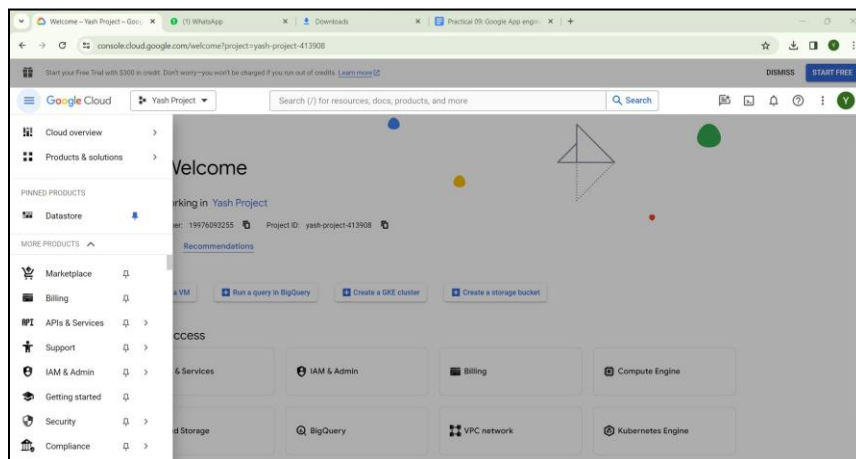 Welcome – Yash Project – Goo
(1) WhatsApp
Downloads
Practical 09: Google App engin
console.cloud.google.com/welcome?project=yash-project-413908
Start your Free Trial with $300 in credit. Don't worry—you won't be charged if you run out of credits. Learn more
DISMISS
START FREE
Google Cloud
Yash Project
Search (/) for resources, docs, products, and more
Search
Y
Cloud overview
Products & solutions
PINNED PRODUCTS
Datastore
MORE PRODUCTS
Marketplace
Billing
API APIs & Services
Support
IAM & Admin
Getting started
Security
Compliance
Welcome
rking in Yash Project
er: 19976093255 Project ID: yash-project-413908
Recommendations
a VM
Run a query in BigQuery
Create a GKE cluster
Create a storage bucket
ccess
& Services
IAM & Admin
Billing
Compute Engine
d Storage
BigQuery
VPC network
Kubernetes Engine